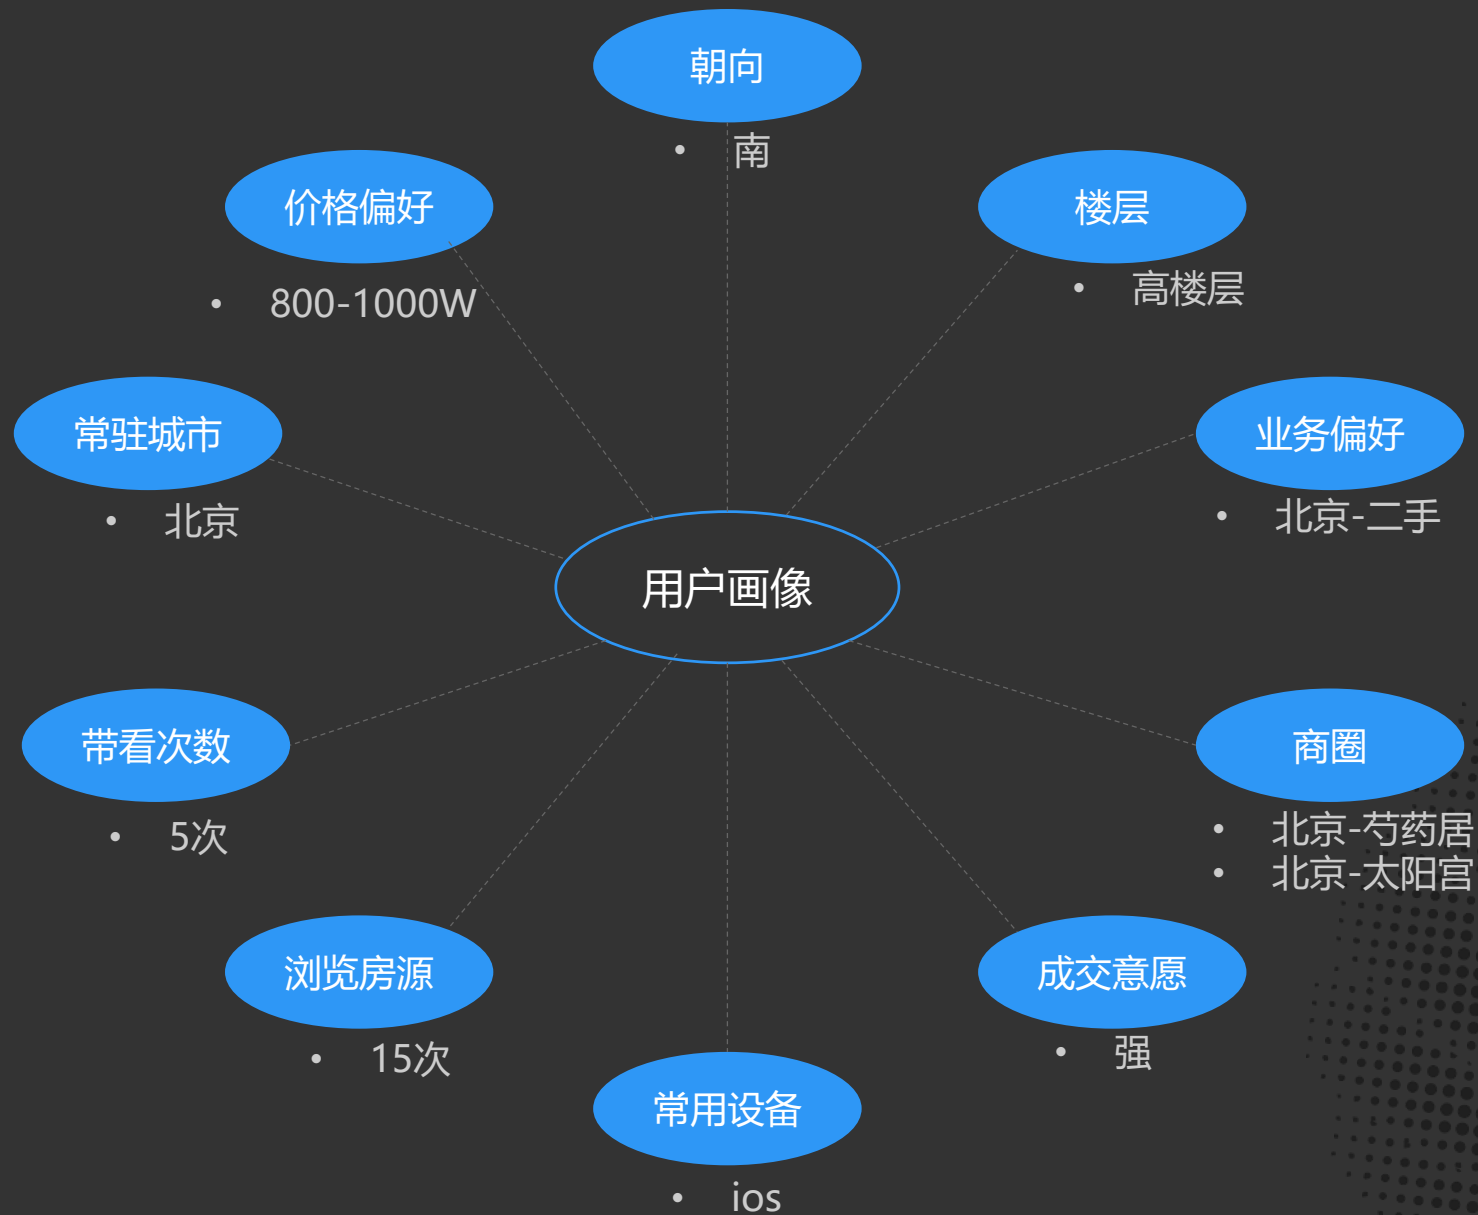 朝向
南
价格偏好
800-1000W
楼层
高楼层
常驻城市
北京
业务偏好
北京-二手
用户画像
带看次数
5次
商圈
北京-芍药居
北京-太阳宫
浏览房源
15次
成交意愿
强
常用设备
ios